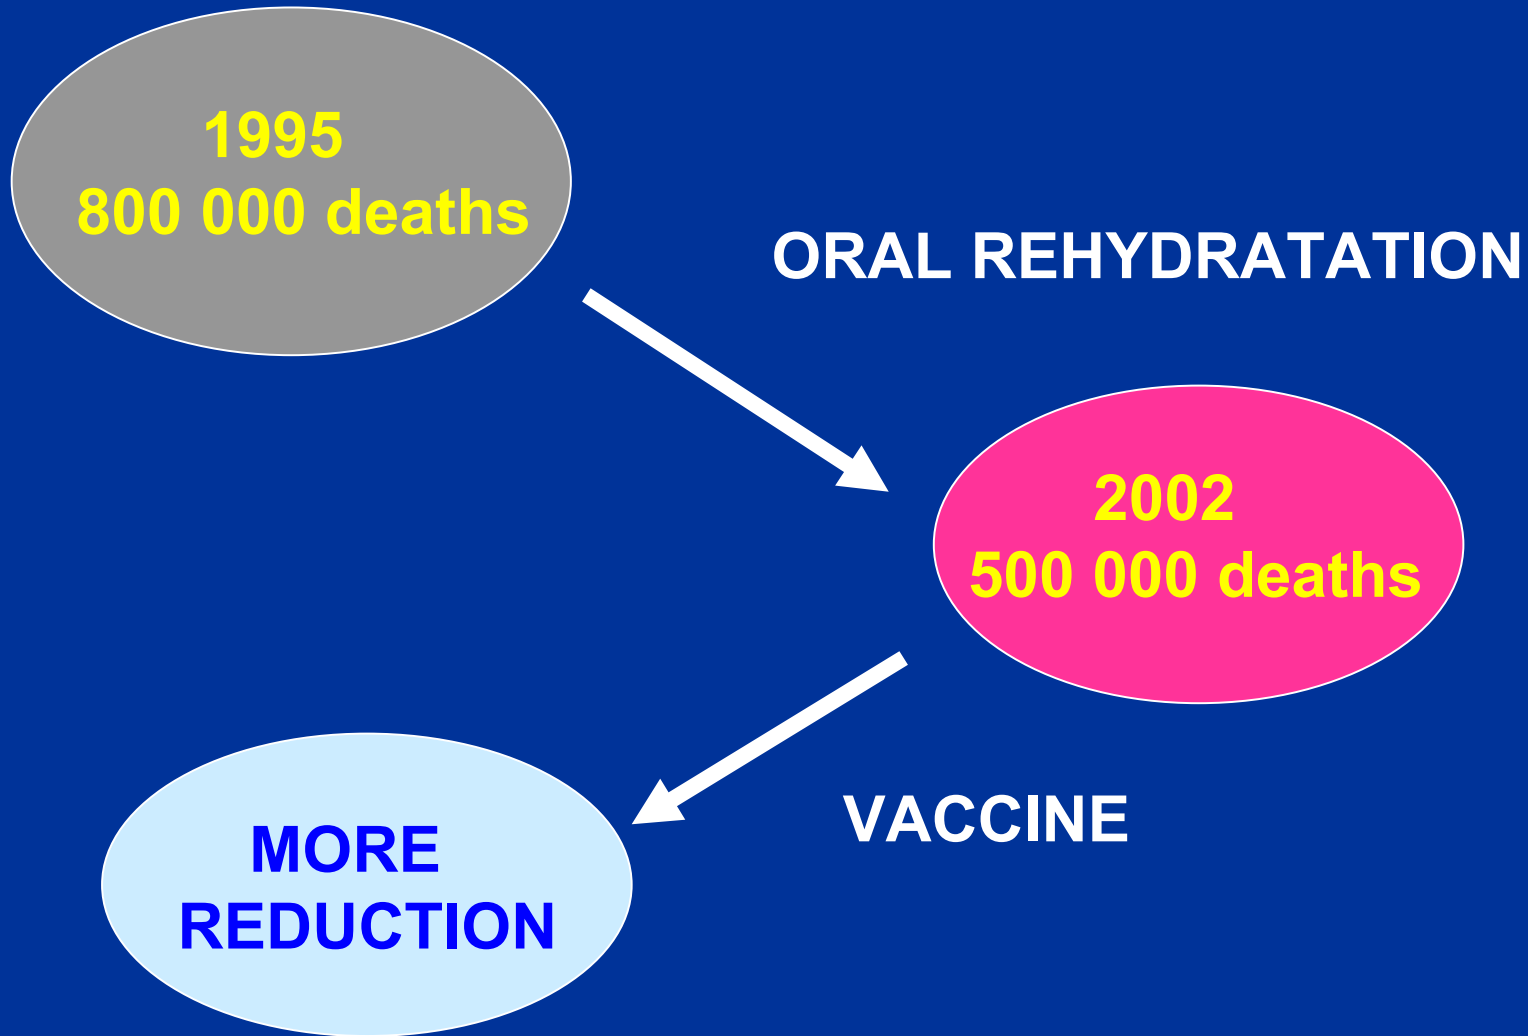 1995
800 000 deaths
ORAL REHYDRATATION
2002
500 000 deaths
VACCINE
MORE
REDUCTION